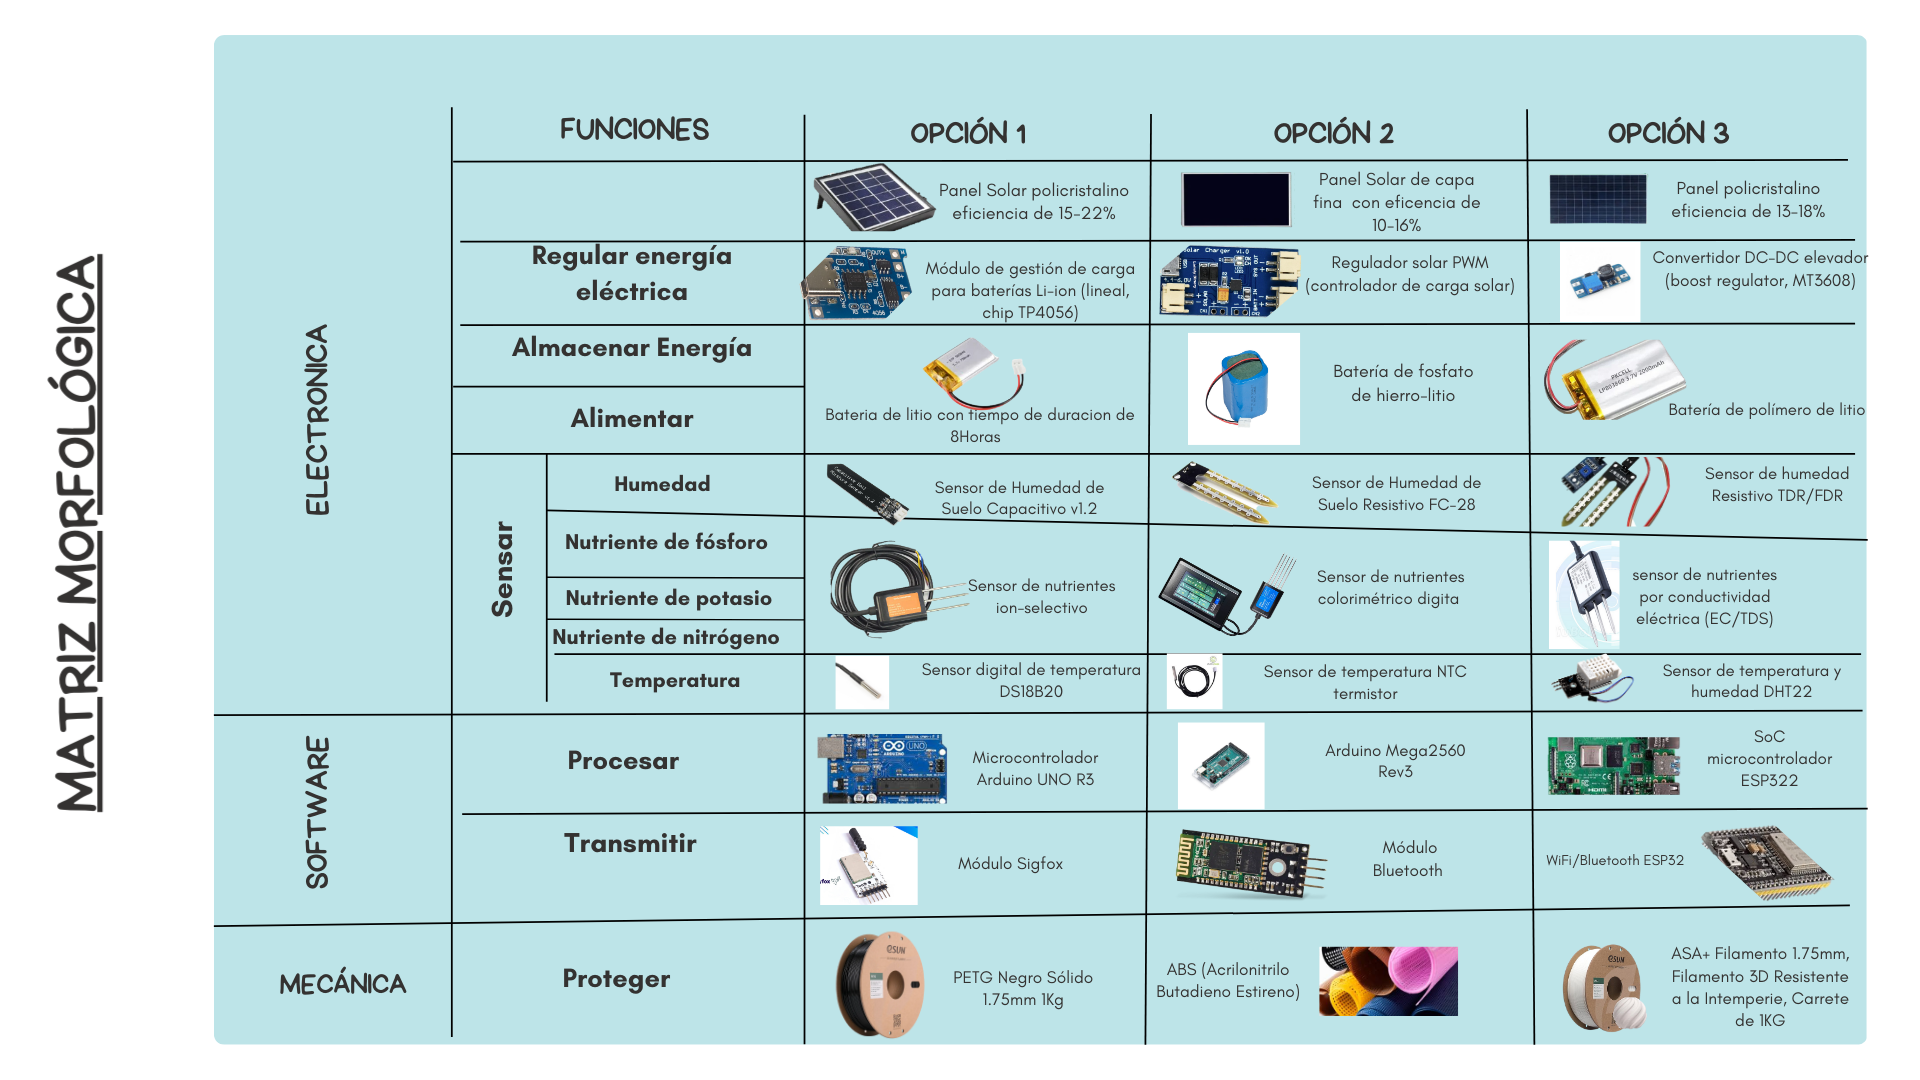 MATRIZ MORFOLÓGICA
FUNCIONES
OPCIÓN 1
OPCIÓN 2
OPCIÓN 3
ELECTRONICA
Panel Solar policristalino
eficiencia de 15-22%
Panel Solar de capa
fina con eficencia de
10-16%
Panel policristalino
eficiencia de 13-18%
Regular energía
eléctrica
Módulo de gestión de carga
para baterías Li-ion (lineal,
chip TP4056)
Regulador solar PWM
(controlador de carga solar)
Convertidor DC-DC elevador
(boost regulator, MT3608)
Almacenar Energía
Alimentar
Bateria de litio con tiempo de duracion de
8Horas
Batería de fosfato
de hierro-litio
PKCELL
LP803860 3.7V 2000mAh
Batería de polímero de litio
Sensar
Humedad
Sensor de Humedad de
Suelo Capacitivo v1.2
Sensor de Humedad de
Suelo Resistivo FC-28
Sensor de humedad
Resistivo TDR/FDR
Nutriente de fósforo
Nutriente de potasio
Nutriente de nitrógeno
Sensor de nutrientes
ion-selectivo
Sensor de nutrientes
colorimétrico digita
sensor de nutrientes
por conductividad
eléctrica (EC/TDS)
Temperatura
Sensor digital de temperatura
DS18B20
Sensor de temperatura NTC
termistor
Sensor de temperatura y
humedad DHT22
SOFTWARE
Procesar
UNO
ARDUINO
Microcontrolador
Arduino UNO R3
Arduino Mega2560
Rev3
HDMI
SoC
microcontrolador
ESP322
Transmitir
Módulo Sigfox
Módulo
Bluetooth
WiFi/Bluetooth ESP32
MECÁNICA
Proteger
eSUN
PETG Negro Sólido
1.75mm 1Kg
ABS (Acrilonitrilo
Butadieno Estireno)
eSUN
ASA+ Filamento 1.75mm,
Filamento 3D Resistente
a la Intemperie, Carrete
de 1KG